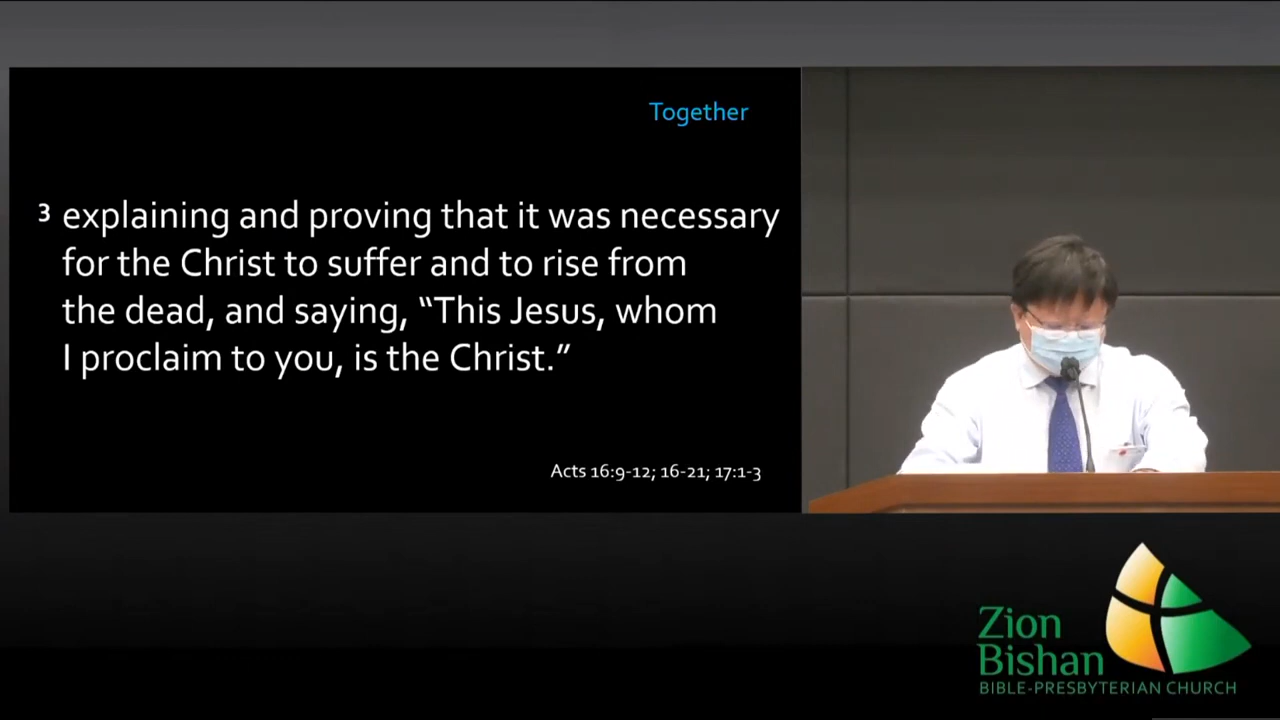 Together
3 explaining and proving that it was necessary
for the Christ to suffer and to rise from
the dead, and saying, “This Jesus, whom
I proclaim to you, is the Christ.”
Acts 16:9-12; 16-21; 17:1-3
Zion
Bishan
BIBLE-PRESBYTERIAN CHURCH